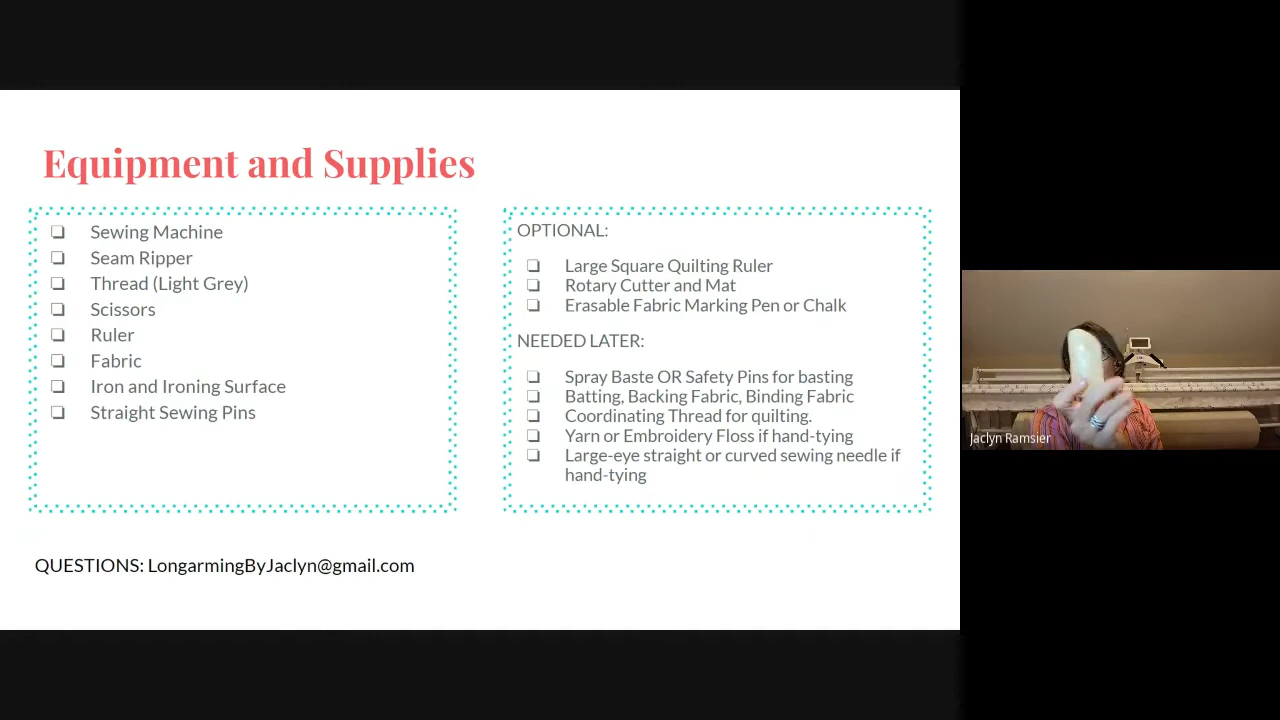 Equipment and Supplies
Sewing Machine
Seam Ripper
Thread (Light Grey)
Scissors
Ruler
Fabric
Iron and Ironing Surface
Straight Sewing Pins
OPTIONAL:
Large Square Quilting Ruler
Rotary Cutter and Mat
Erasable Fabric Marking Pen or Chalk
NEEDED LATER:
Spray Baste OR Safety Pins for basting
Batting, Backing Fabric, Binding Fabric
Coordinating Thread for quilting.
Yarn or Embroidery Floss if hand-tying
Large-eye straight or curved sewing needle if
hand-tying
QUESTIONS: LongarmingByJaclyn@gmail.com
Jaclyn Ramsier